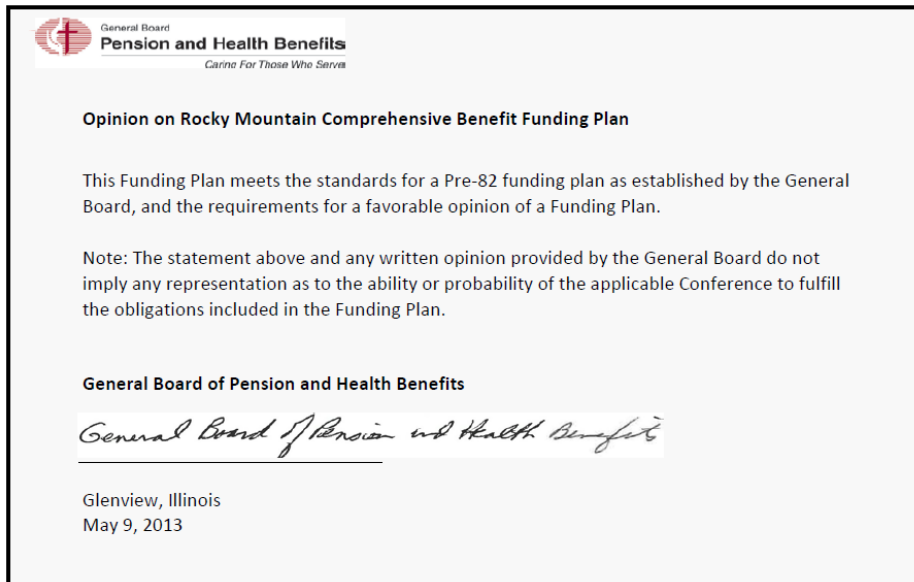 General Board
Pension and Health Benefits
Caring For Those Who Serve
Opinion on Rocky Mountain Comprehensive Benefit Funding Plan
This Funding Plan meets the standards for a Pre-82 funding plan as established by the General
Board, and the requirements for a favorable opinion of a Funding Plan.
Note: The statement above and any written opinion provided by the General Board do not
imply any representation as to the ability or probability of the applicable Conference to fulfill
the obligations included in the Funding Plan.
General Board of Pension and Health Benefits
General Board of Pension and Health Benefits
Glenview, Illinois
May 9, 2013